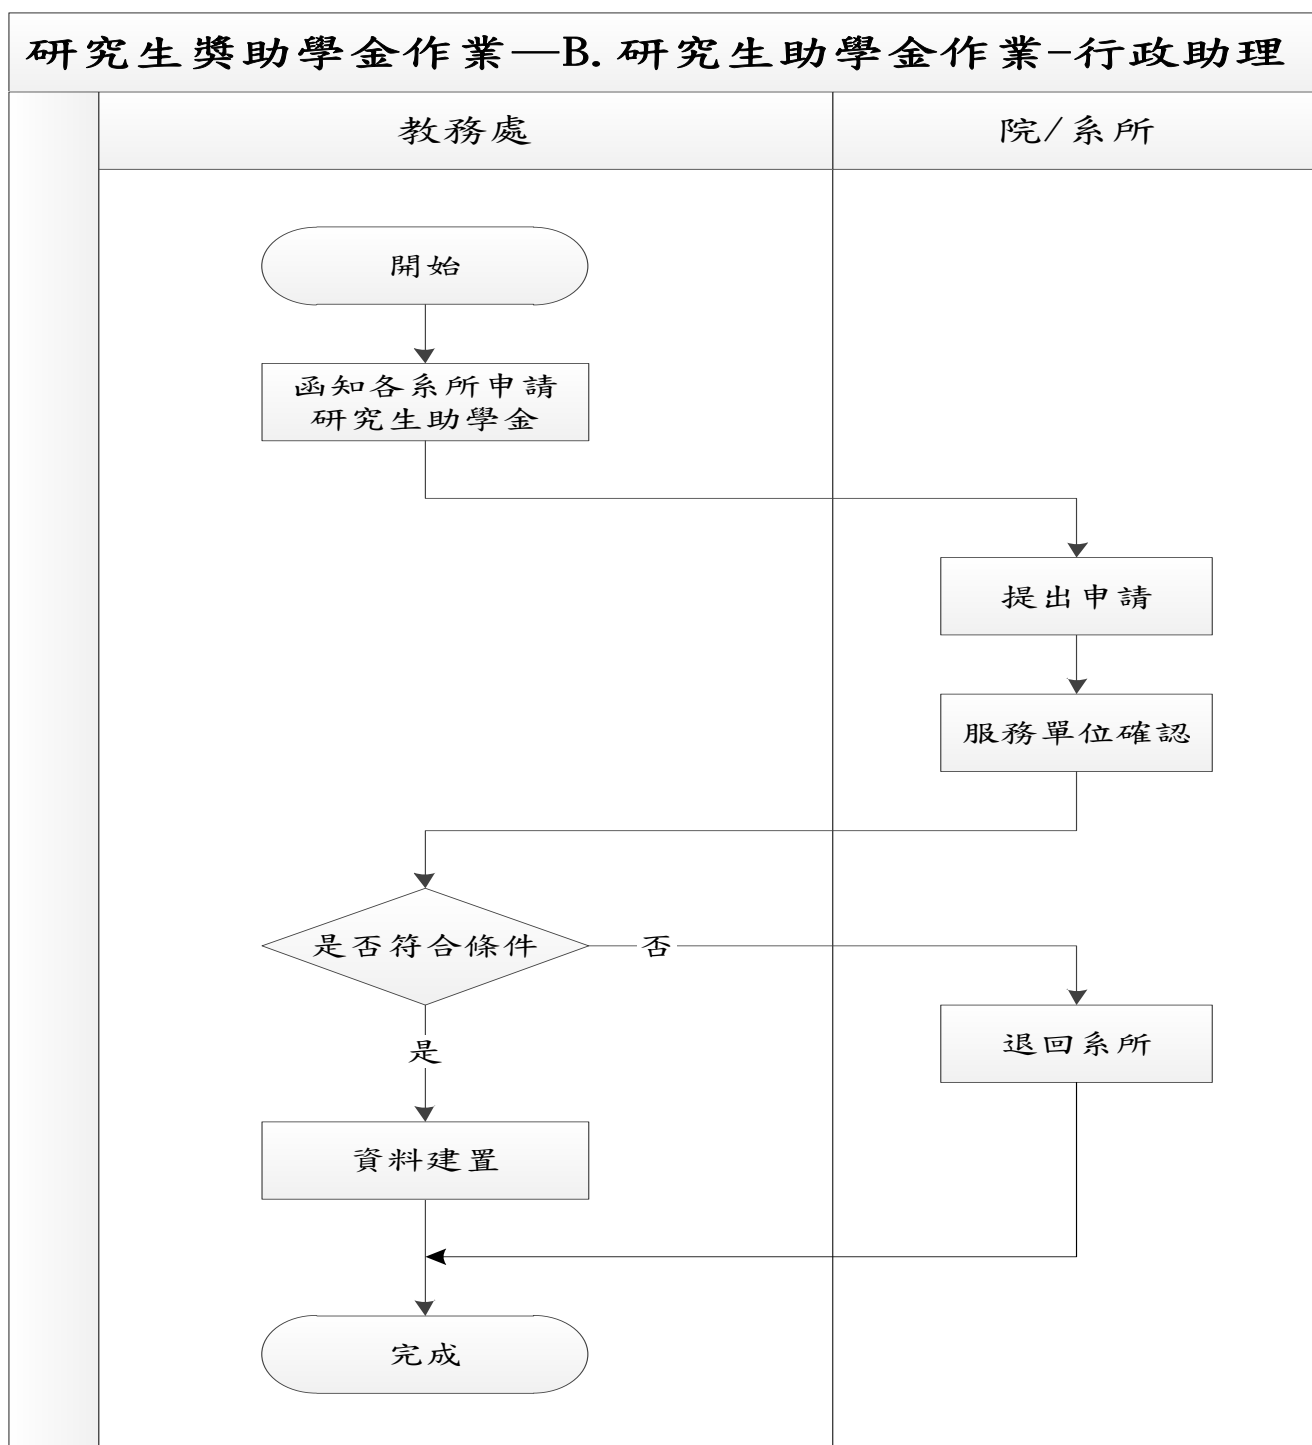 研究生獎助學金作業—B.研究生助學金作業-行政助理
教務處
院/系所
開始
函知各系所申請
研究生助學金
提出申請
服務單位確認
是否符合條件
否
是
退回系所
資料建置
完成